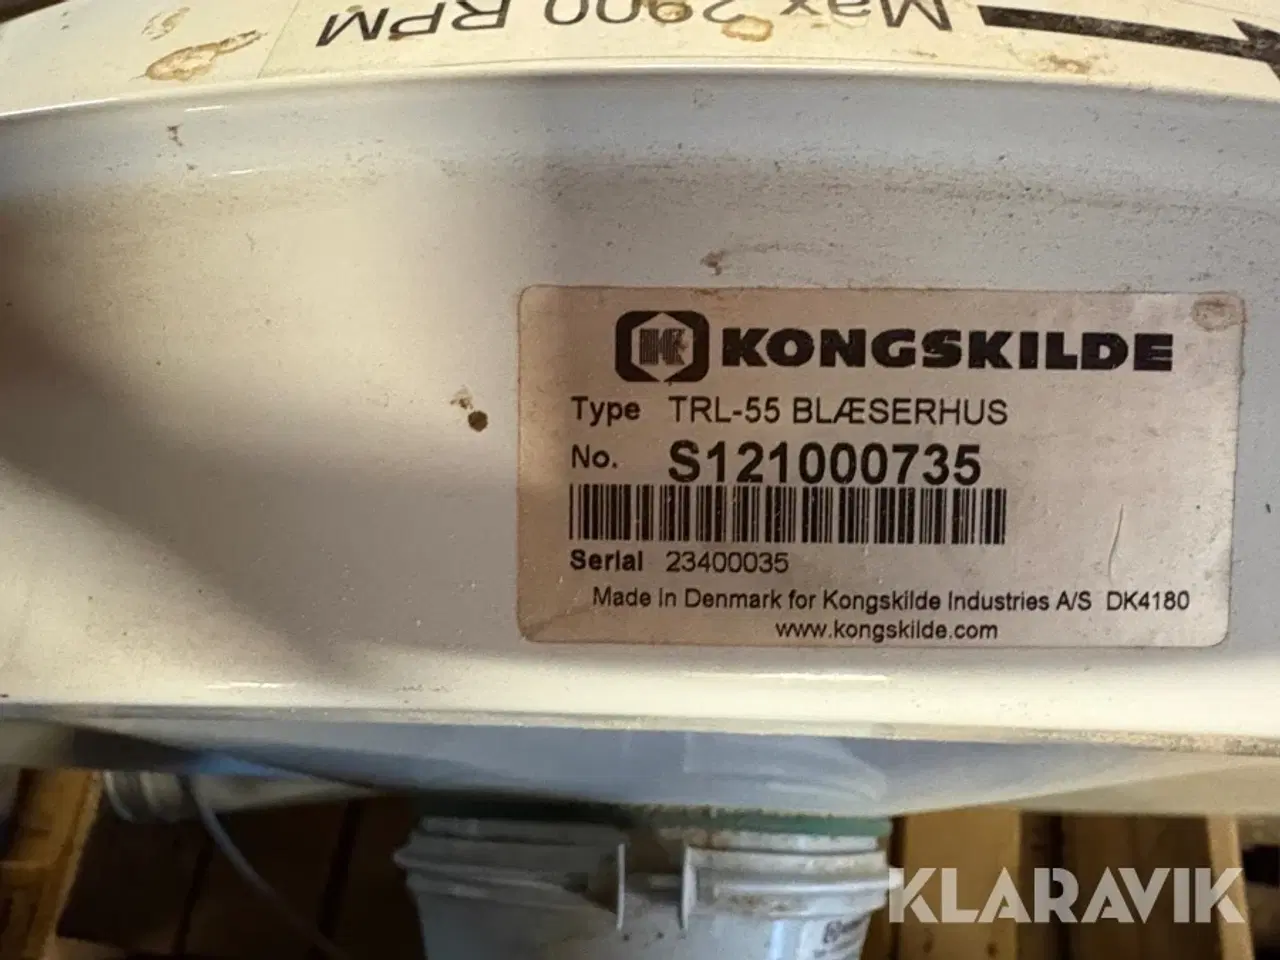 Max 2900 RPM
KONGSKILDE
Type TRL-55 BLÆSERHUS
No. S121000735
Serial 23400035
Made in Denmark for Kongskilde Industries A/S DK4180
www.kongskilde.com
KLARAVIK